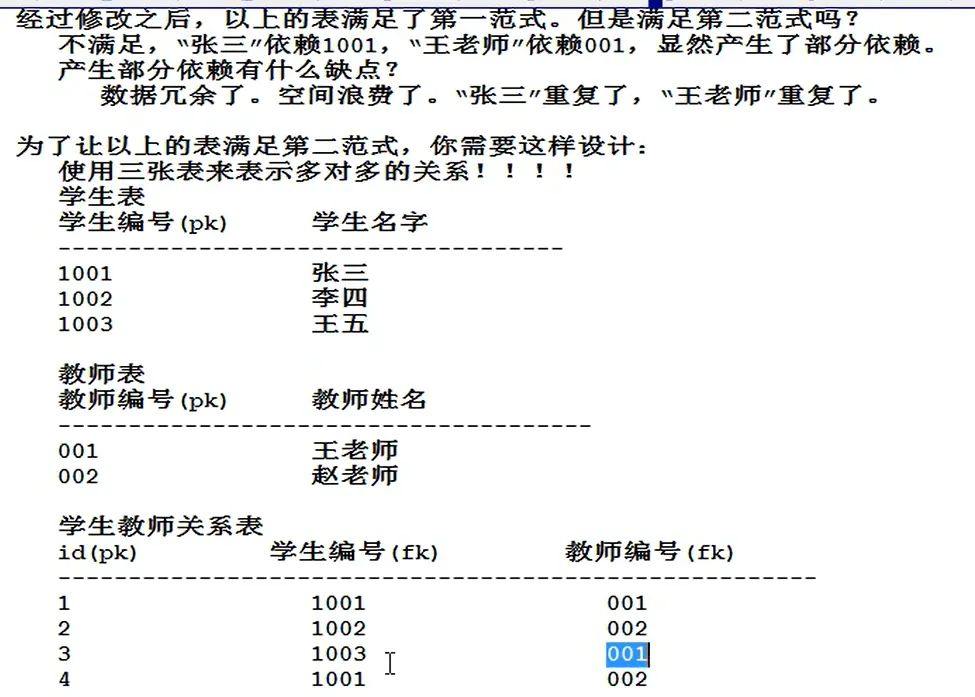 经过修改之后，以上的表满足了第一范式。但是满足第二范式吗？
不满足，“张三”依赖1001，“王老师”依赖001，显然产生了部分依赖。
产生部分依赖有什么缺点？
数据冗余了。空间浪费了。“张三”重复了，“王老师”重复了。
为了让以上的表满足第二范式，你需要这样设计：
使用三张表来表示多对多的关系！！！！
学生表
学生编号(pk) 学生名字
------------------------------------
1001 张三
1002 李四
1003 王五
教师表
教师编号(pk) 教师姓名
--------------------------------------
001 王老师
002 赵老师
学生教师关系表
id(pk) 学生编号(fk) 教师编号(fk)
------------------------------------------------------
1 1001 001
2 1002 002
3 1003 001
4 1001 002